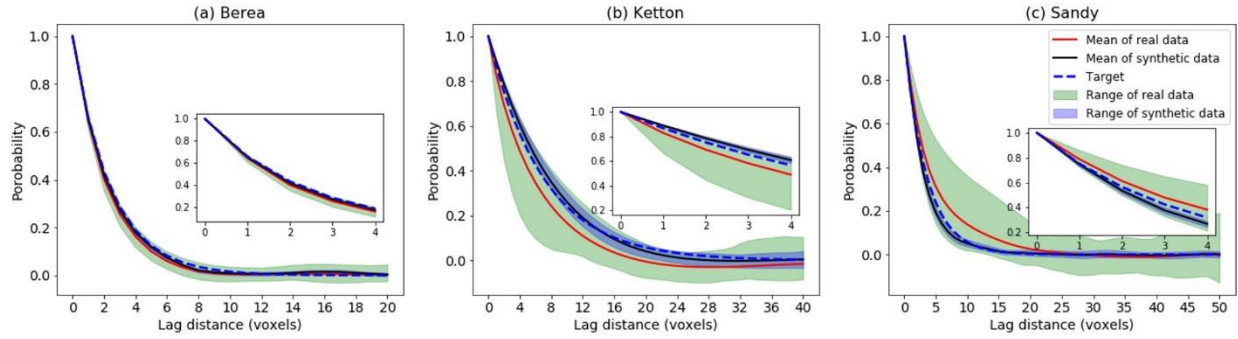 (a) Berea
Porobability
1.0
0.8
0.6
0.4
0.2
0.0
1.0
0.8
0.6
0.4
0.2
0 1 2 3 4
0 2 4 6 8 10 12 14 16 18 20
Lag distance (voxels)
(b) Ketton
Porobability
1.0
0.8
0.6
0.4
0.2
0.0
1.0
0.8
0.6
0.4
0.2
0 1 2 3 4
0 4 8 12 16 20 24 28 32 36 40
Lag distance (voxels)
(c) Sandy
Porobability
1.0
0.8
0.6
0.4
0.2
0.0
Mean of real data
Mean of synthetic data
Target
Range of real data
Range of synthetic data
1.0
0.8
0.6
0.4
0.2
0 1 2 3 4
0 5 10 15 20 25 30 35 40 45 50
Lag distance (voxels)